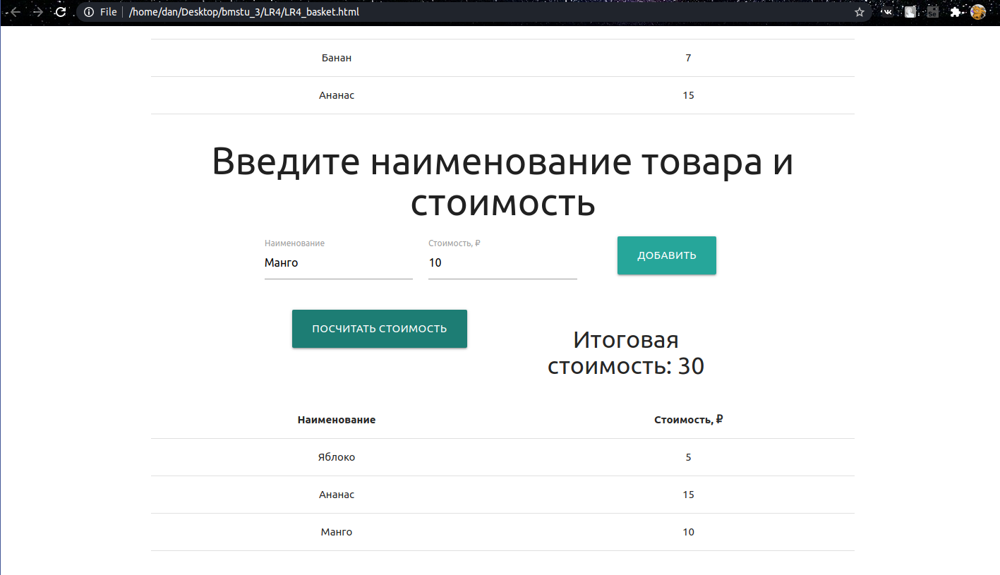 File /home/dan/Desktop/bmstu_3/LR4/LR4_basket.html
Банан 7
Ананас 15
Введите наименование товара и
стоимость
Наименование Стоимость, ₽
Манго 10 ДОБАВИТЬ
ПОСЧИТАТЬ СТОИМОСТЬ
Итоговая
стоимость: 30
Наименование Стоимость, ₽
Яблоко 5
Ананас 15
Манго 10